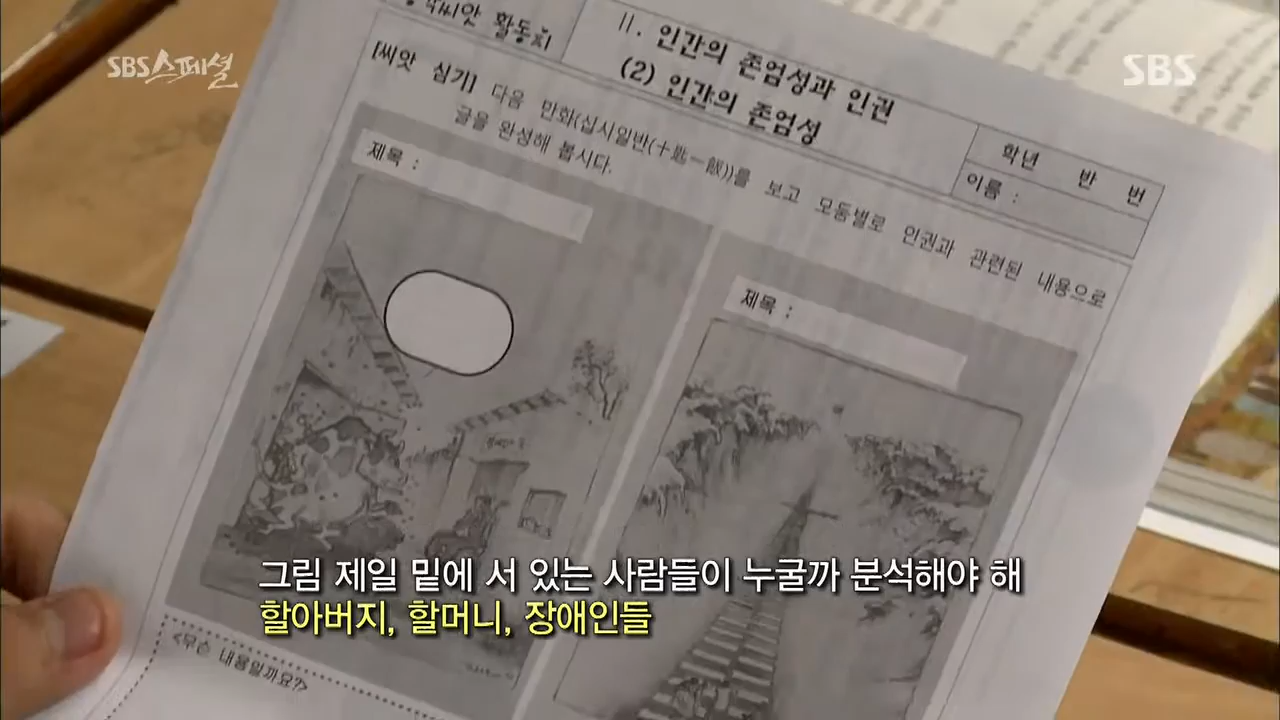 SBS스페셜
SBS
씨앗 활동지
II. 인간의 존엄성과 인권
(2) 인간의 존엄성
학년 반 번
이름 :
[씨앗 심기] 다음 만화(십시일반(十匙一飯))를 보고 모둠별로 인권과 관련된 내용으로
글을 완성해 봅시다.
제목 :
제목 :
그림 제일 밑에 서 있는 사람들이 누굴까 분석해야 해
할아버지, 할머니, 장애인들
<무슨 내용일까요?>